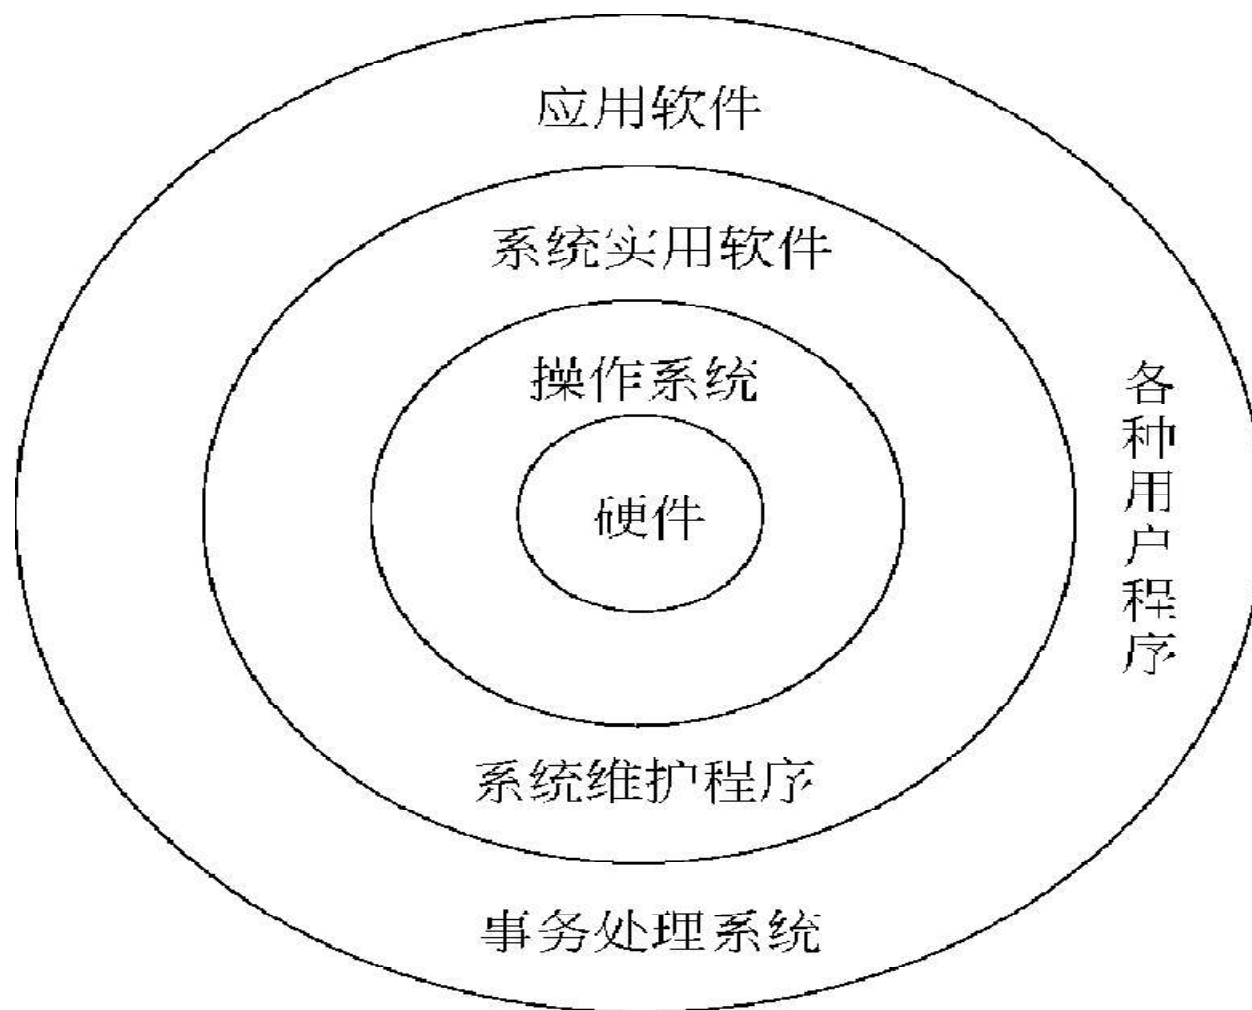 应用软件
系统实用软件
操作系统
硬件
各种用户程序
系统维护程序
事务处理系统